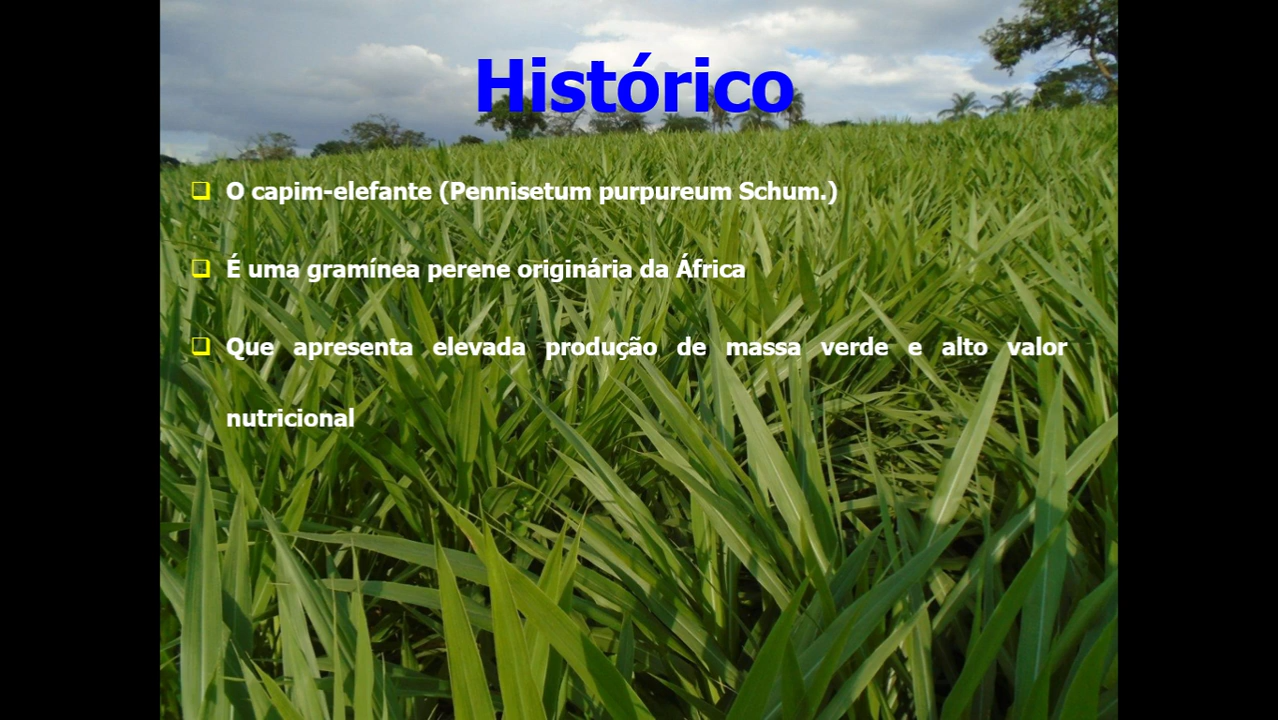 Histórico
O capim-elefante (Pennisetum purpureum Schum.)
É uma gramínea perene originária da África
Que apresenta elevada produção de massa verde e alto valor
nutricional